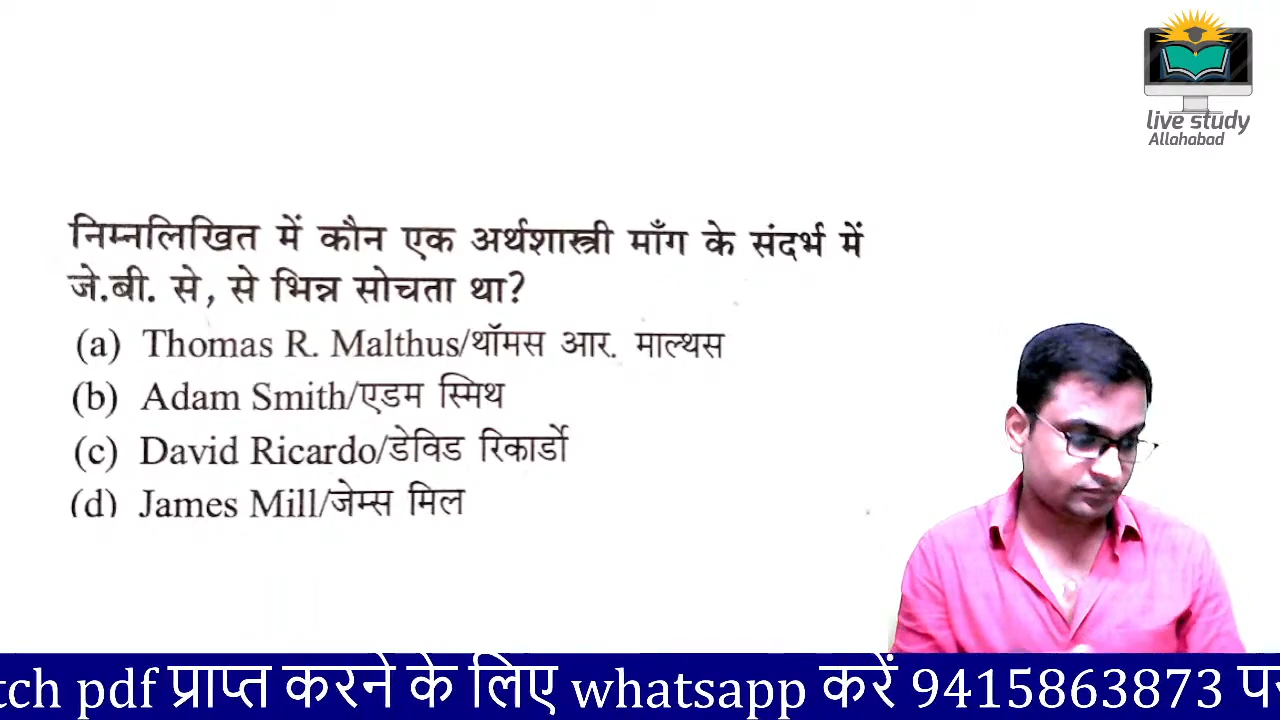 live study
Allahabad
निम्नलिखित में कौन एक अर्थशास्त्री माँग के संदर्भ में
जे.बी. से, से भिन्न सोचता था?
(a) Thomas R. Malthus/थॉमस आर. माल्थस
(b) Adam Smith/एडम स्मिथ
(c) David Ricardo/डेविड रिकार्डो
(d) James Mill/जेम्स मिल
tch pdf प्राप्त करने के लिए whatsapp करें 9415863873 पर